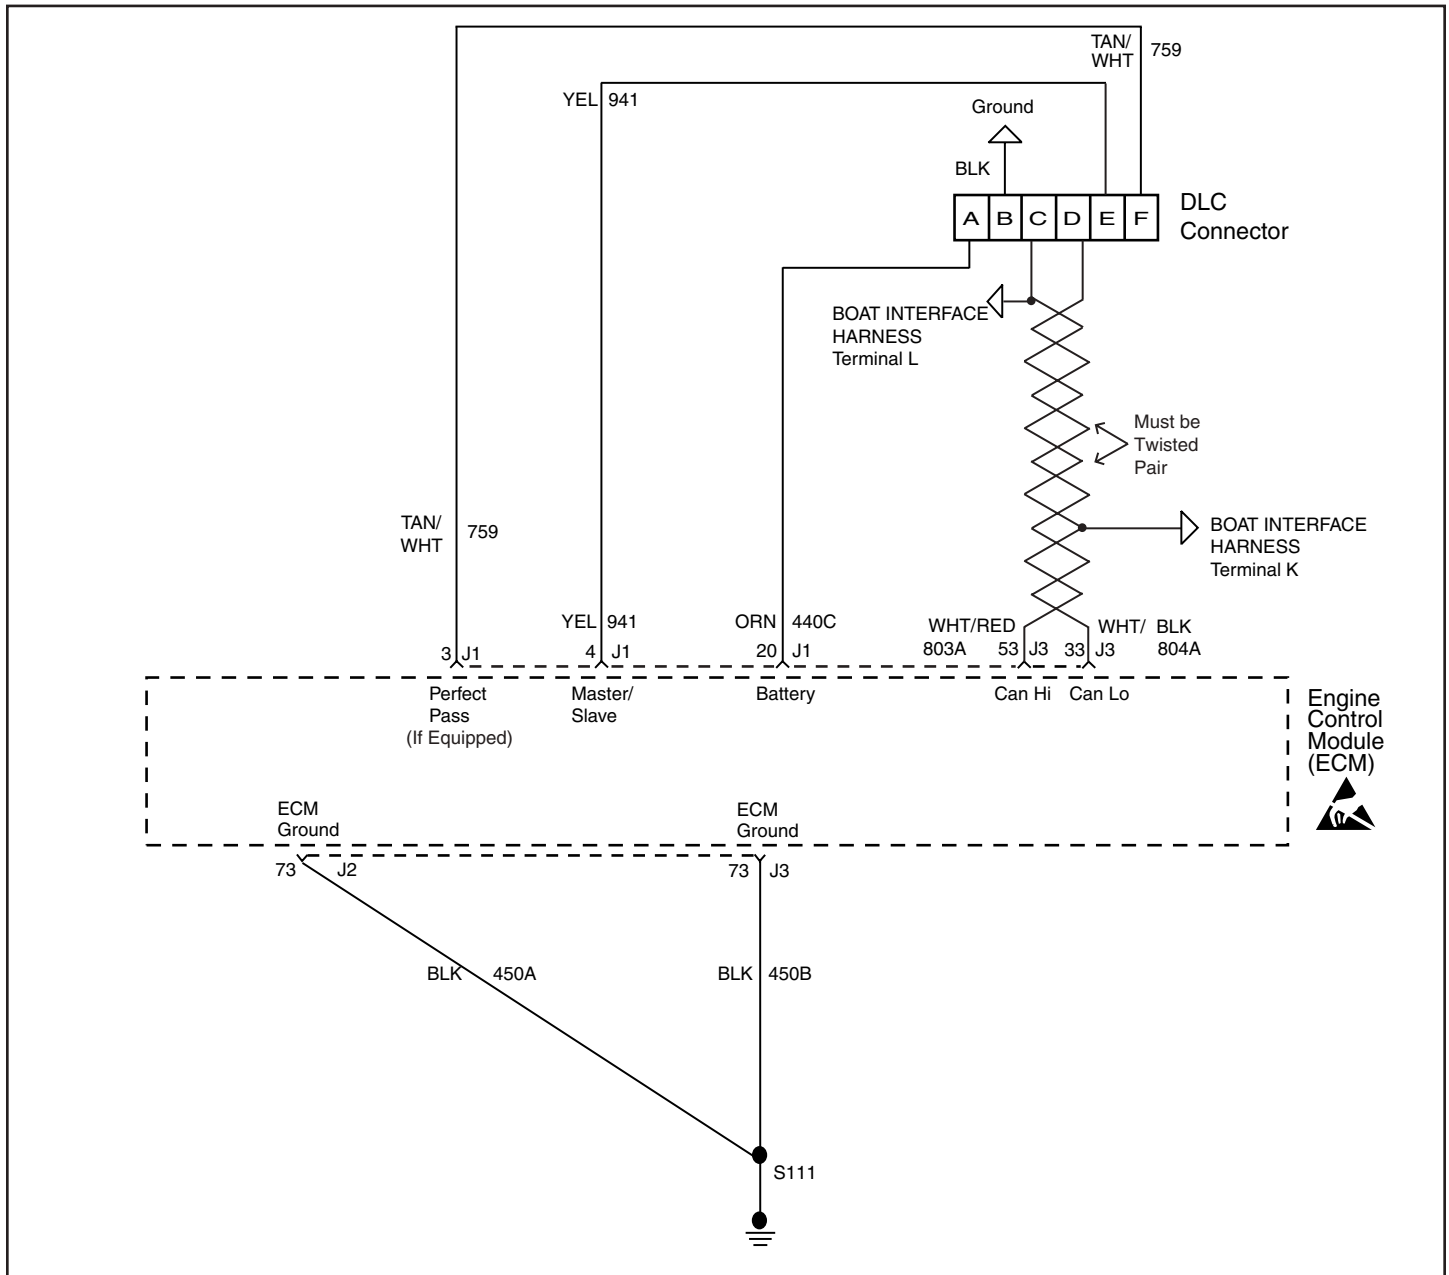 TAN/ 759
WHT
YEL 941
Ground
BLK
A B C D E F
DLC
Connector
BOAT INTERFACE
HARNESS
Terminal L
Must be
Twisted
Pair
TAN/ 759
WHT
BOAT INTERFACE
HARNESS
Terminal K
YEL 941
ORN 440C
WHT/RED
803A
WHT/ BLK
804A
3 J1
4 J1
20 J1
53 J3
33 J3
Perfect
Pass
(If Equipped)
Master/
Slave
Battery
Can Hi
Can Lo
Engine
Control
Module
(ECM)
ECM
Ground
ECM
Ground
73 J2
73 J3
BLK 450A
BLK 450B
S111